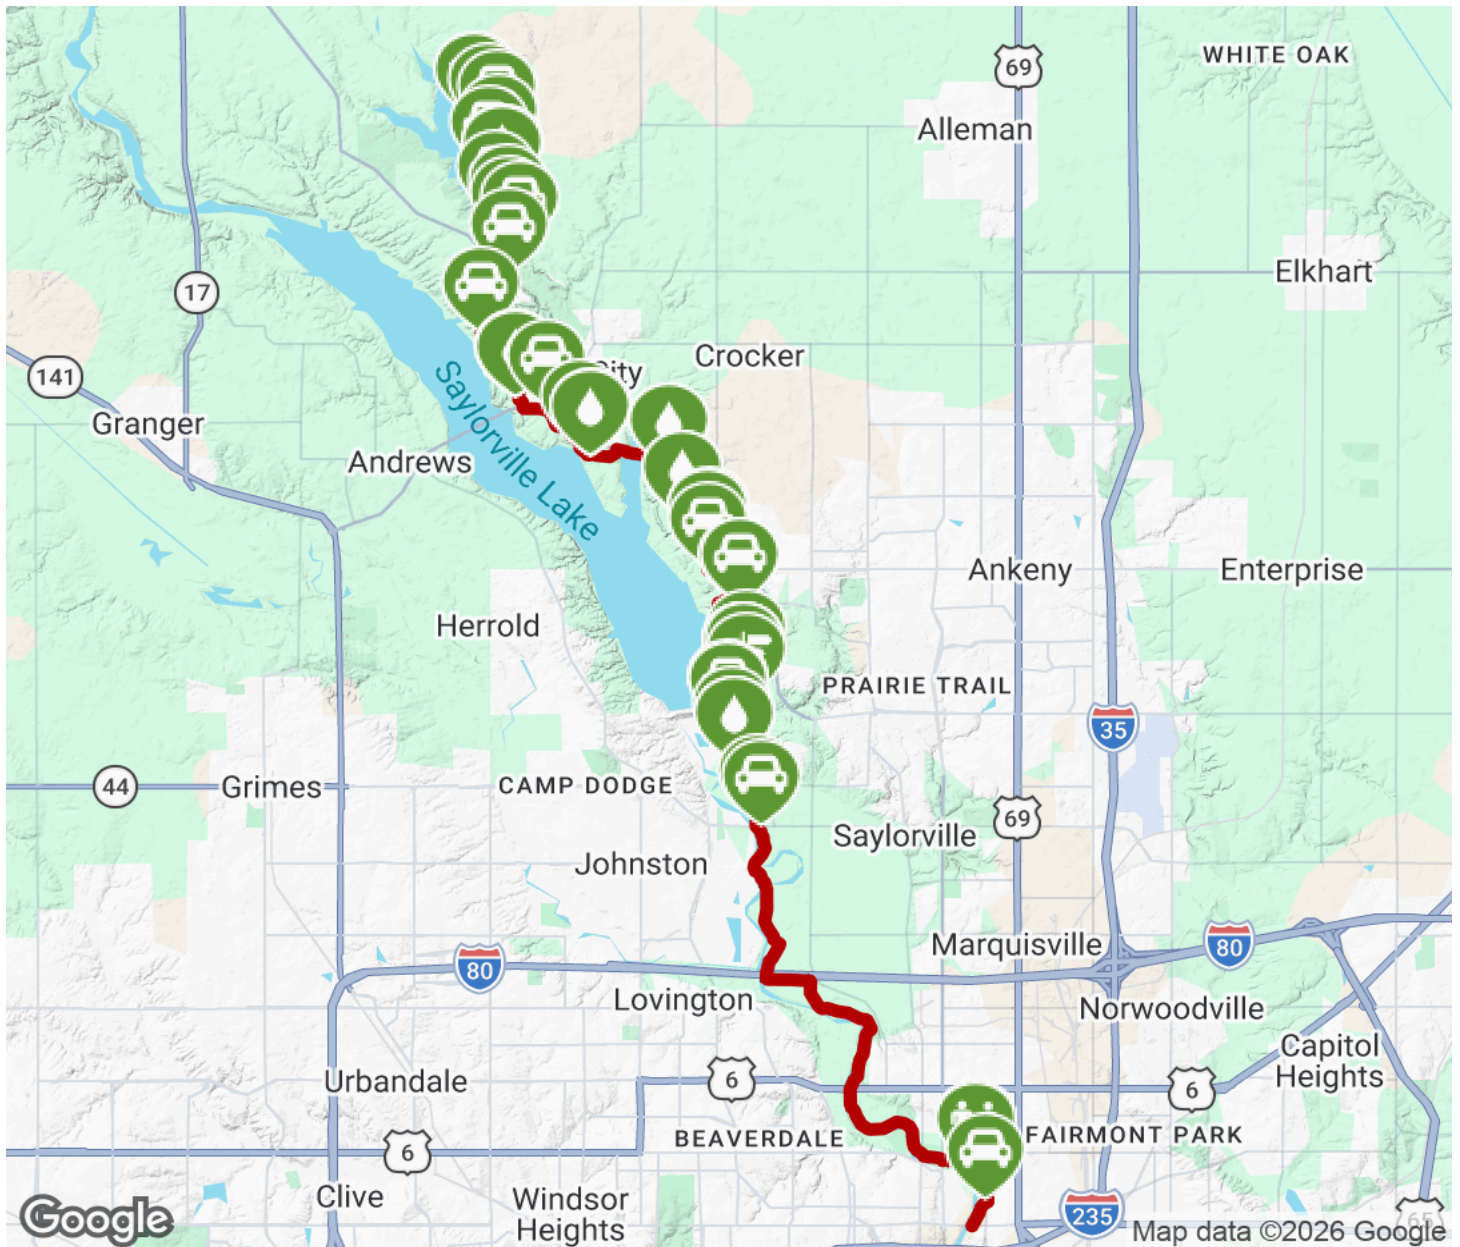 WHITE OAK
69
Alleman
Elkhart
17
Crocker
City
141
Granger
Saylorville Lake
Andrews
Ankeny
Enterprise
Herrold
PRAIRIE TRAIL
35
44
Grimes
CAMP DODGE
69
Saylorville
Johnston
Marquisville
80
80
Lovington
Norwoodville
Capitol
Heights
Urbandale
6
6
BEAVERDALE
FAIRMONT PARK
6
Clive
Windsor
Heights
235
65
Google
Map data ©2026 Google